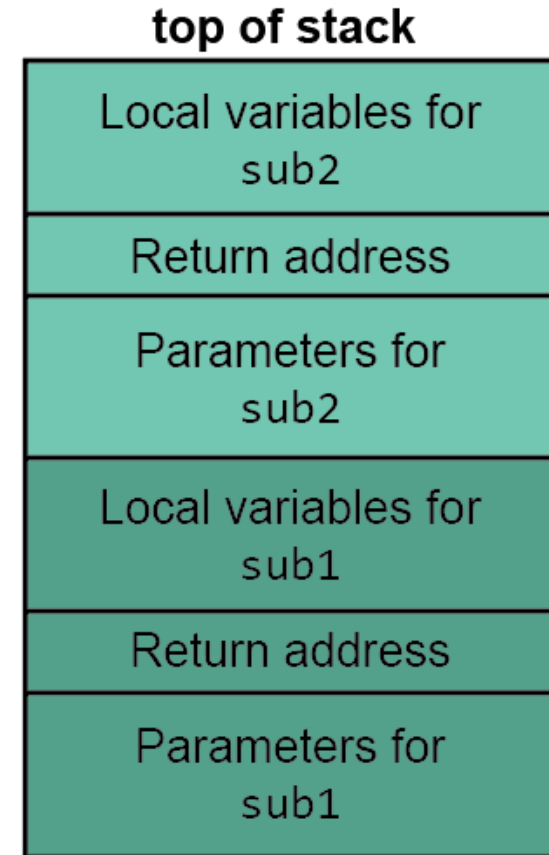 top of stack
Local variables for
sub2
Return address
Parameters for
sub2
Local variables for
sub1
Return address
Parameters for
sub1